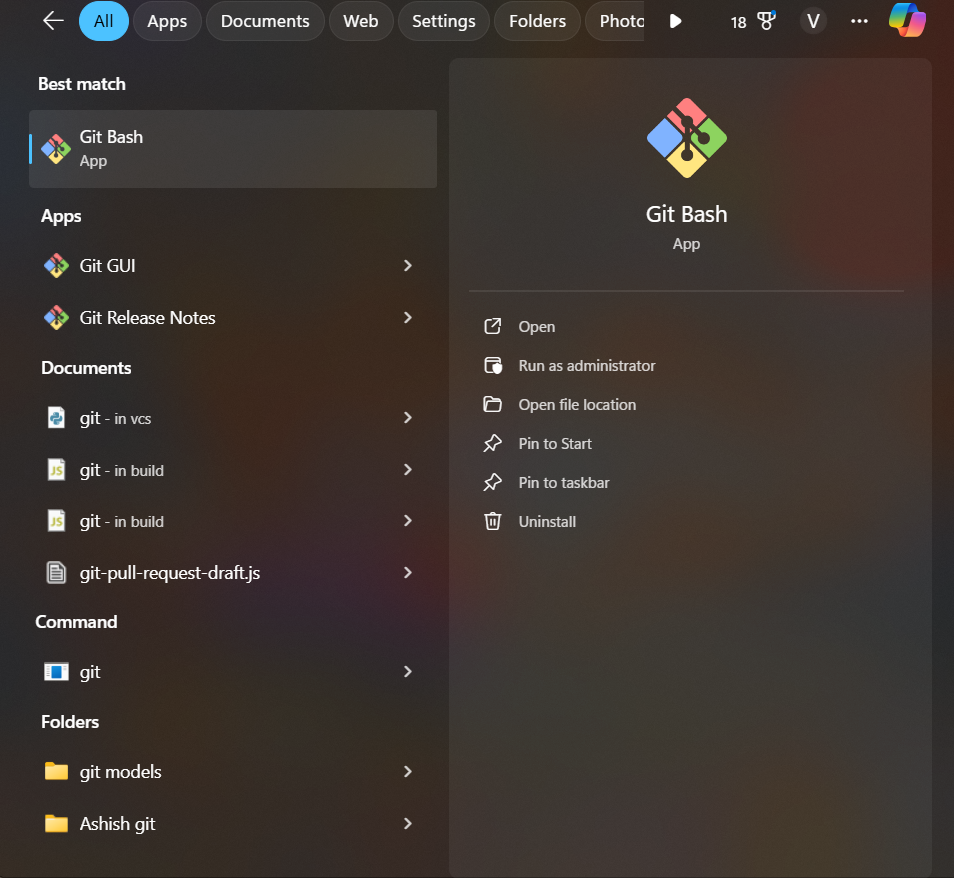 All Apps Documents Web Settings Folders Photo 18 V
Best match
Git Bash
App
Apps
Git GUI
Git Release Notes
Documents
git - in vcs
git - in build
git - in build
git-pull-request-draft.js
Command
git
Folders
git models
Ashish git
Git Bash
App
Open
Run as administrator
Open file location
Pin to Start
Pin to taskbar
Uninstall